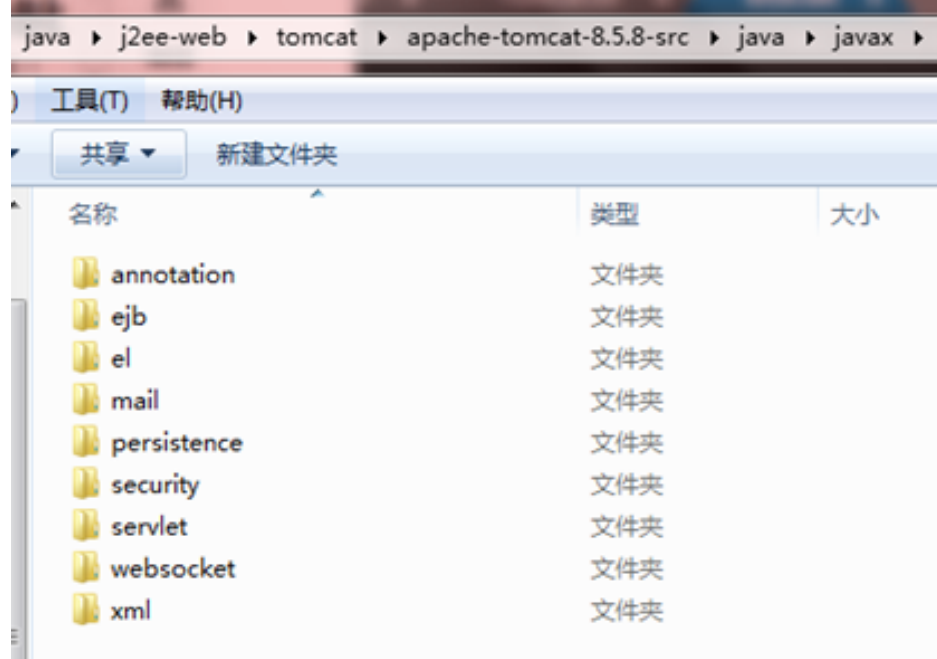 java ▸ j2ee-web ▸ tomcat ▸ apache-tomcat-8.5.8-src ▸ java ▸ javax ▸
) 工具(T) 帮助(H)
共享 ▼ 新建文件夹
名称 类型 大小
annotation 文件夹
ejb 文件夹
el 文件夹
mail 文件夹
persistence 文件夹
security 文件夹
servlet 文件夹
websocket 文件夹
xml 文件夹